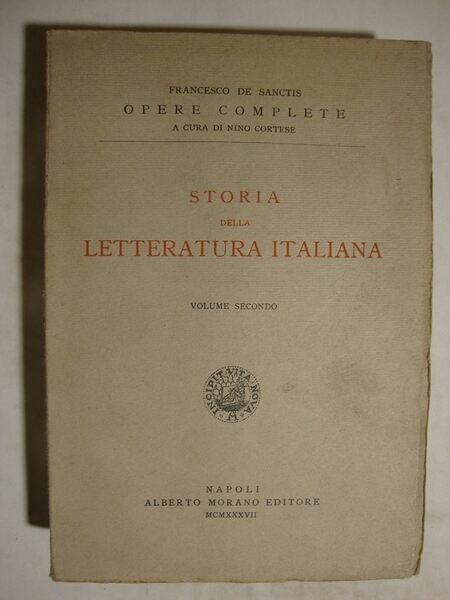 FRANCESCO DE SANCTIS
OPERE COMPLETE
A CURA DI NINO CORTESE
STORIA
DELLA
LETTERATURA ITALIANA
VOLUME SECONDO
INCIPIT VITA NOVA
NAPOLI
ALBERTO MORANO EDITORE
MCMXXXVII